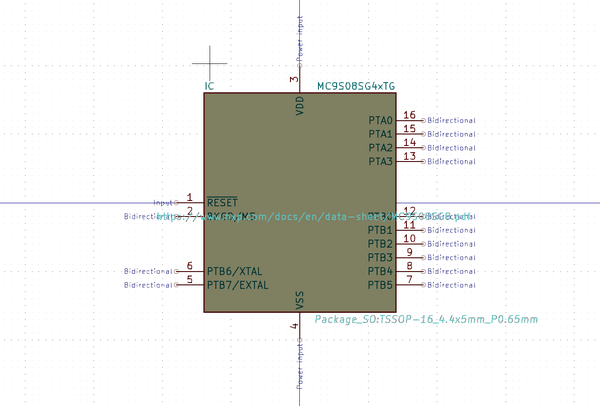 Power input
3
IC
MC9S08SG4xTG
VDD
PTA0 16 Bidirectional
PTA1 15 Bidirectional
PTA2 14 Bidirectional
PTA3 13 Bidirectional
Input 1 RESET
Bidirectional 2
12 Bidirectional
PTB1 11 Bidirectional
PTB2 10 Bidirectional
PTB3 9 Bidirectional
Bidirectional 6 PTB6/XTAL
PTB4 8 Bidirectional
Bidirectional 5 PTB7/EXTAL
PTB5 7 Bidirectional
VSS
4
Package_SO:TSSOP-16_4.4x5mm_P0.65mm
Power input